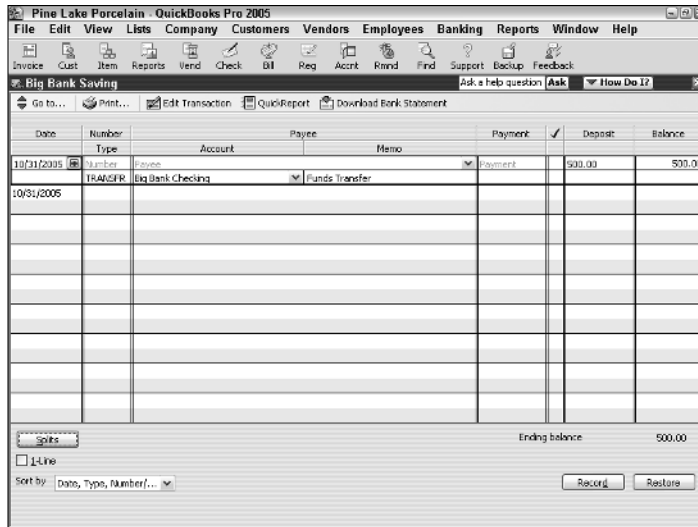 Pine Lake Porcelain - QuickBooks Pro 2005
File Edit View Lists Company Customers Vendors Employees Banking Reports Window Help
Invoice Cust Item Reports Vend Check Bill Reg Accnt Rmnd Find Support Backup Feedback
Big Bank Saving Ask a help question Ask How Do I?
Go to... Print... Edit Transaction QuickReport Download Bank Statement
Date Number Payee Payment ✓ Deposit Balance
Type Account Memo
10/31/2005 Number Payee Payment 500.00 500.0
TRANSFR Big Bank Checking Funds Transfer
10/31/2005
Splits Ending balance 500.00
1-Line
Sort by Date, Type, Number/... Record Restore